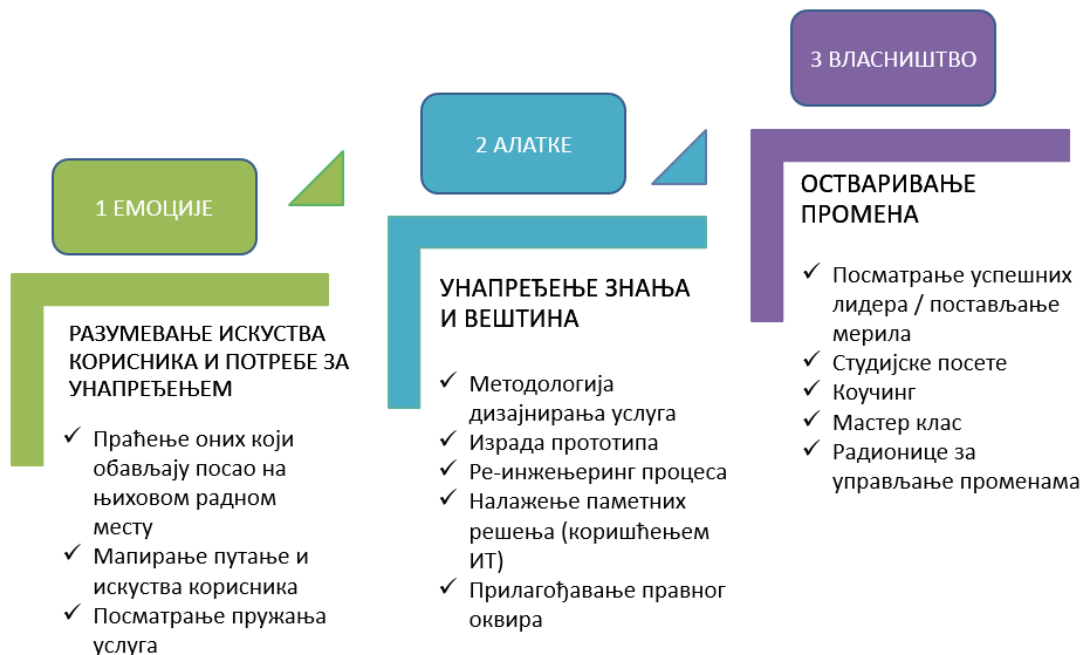 1 ЕМОЦИЈЕ
РАЗУМЕВАЊЕ ИСКУСТВА
КОРИСНИКА И ПОТРЕБЕ ЗА
УНАПРЕЂЕЊЕМ
✓ Праћење оних који
обављају посао на
њиховом радном
месту
✓ Мапирање путање и
искуства корисника
✓ Посматрање пружања
услуга
2 АЛАТКЕ
УНАПРЕЂЕЊЕ ЗНАЊА
И ВЕШТИНА
✓ Методологија
дизајнирања услуга
✓ Израда прототипа
✓ Ре-инжењеринг процеса
✓ Налажење паметних
решења (коришћењем
ИТ)
✓ Прилагођавање правног
оквира
3 ВЛАСНИШТВО
ОСТВАРИВАЊЕ
ПРОМЕНА
✓ Посматрање успешних
лидера / постављање
мерила
✓ Студијске посете
✓ Коучинг
✓ Мастер клас
✓ Радионице за
управљање променама